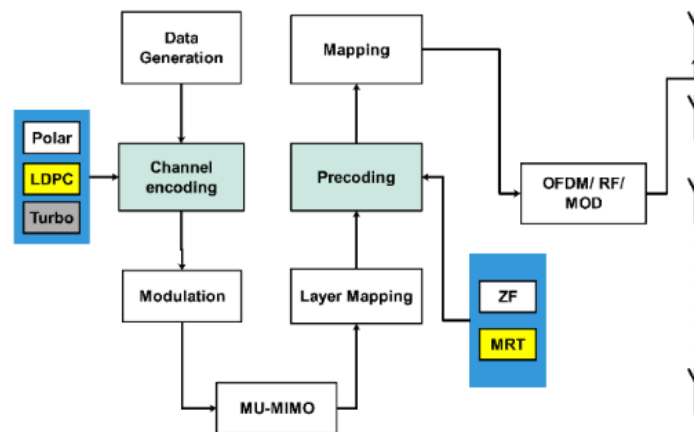 Data
Generation
Mapping
Polar
LDPC
Turbo
Channel
encoding
Precoding
OFDM/ RF/
MOD
Modulation
Layer Mapping
ZF
MRT
MU-MIMO